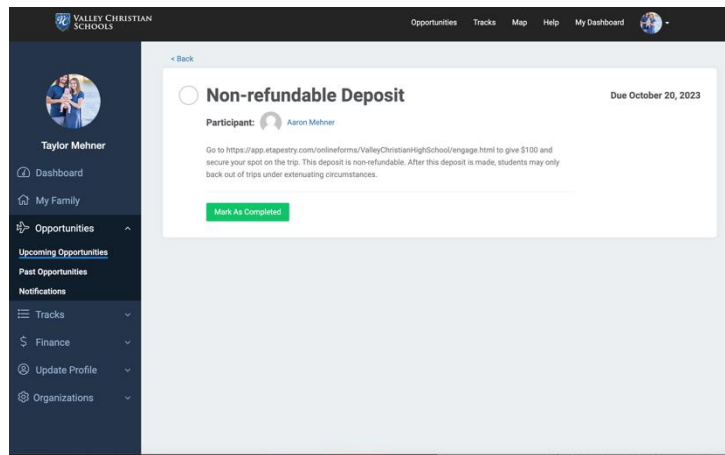 VALLEY CHRISTIAN
SCHOOLS
Opportunities Tracks Map Help My Dashboard
< Back
Non-refundable Deposit
Due October 20, 2023
Participant: Aaron Mehner
Go to https://app.etapestry.com/onlineforms/ValleyChristianHighSchool/engage.html to give $100 and
secure your spot on the trip. This deposit is non-refundable. After this deposit is made, students may only
back out of trips under extenuating circumstances.
Mark As Completed
Taylor Mehner
Dashboard
My Family
Opportunities
Upcoming Opportunities
Past Opportunities
Notifications
Tracks
Finance
Update Profile
Organizations